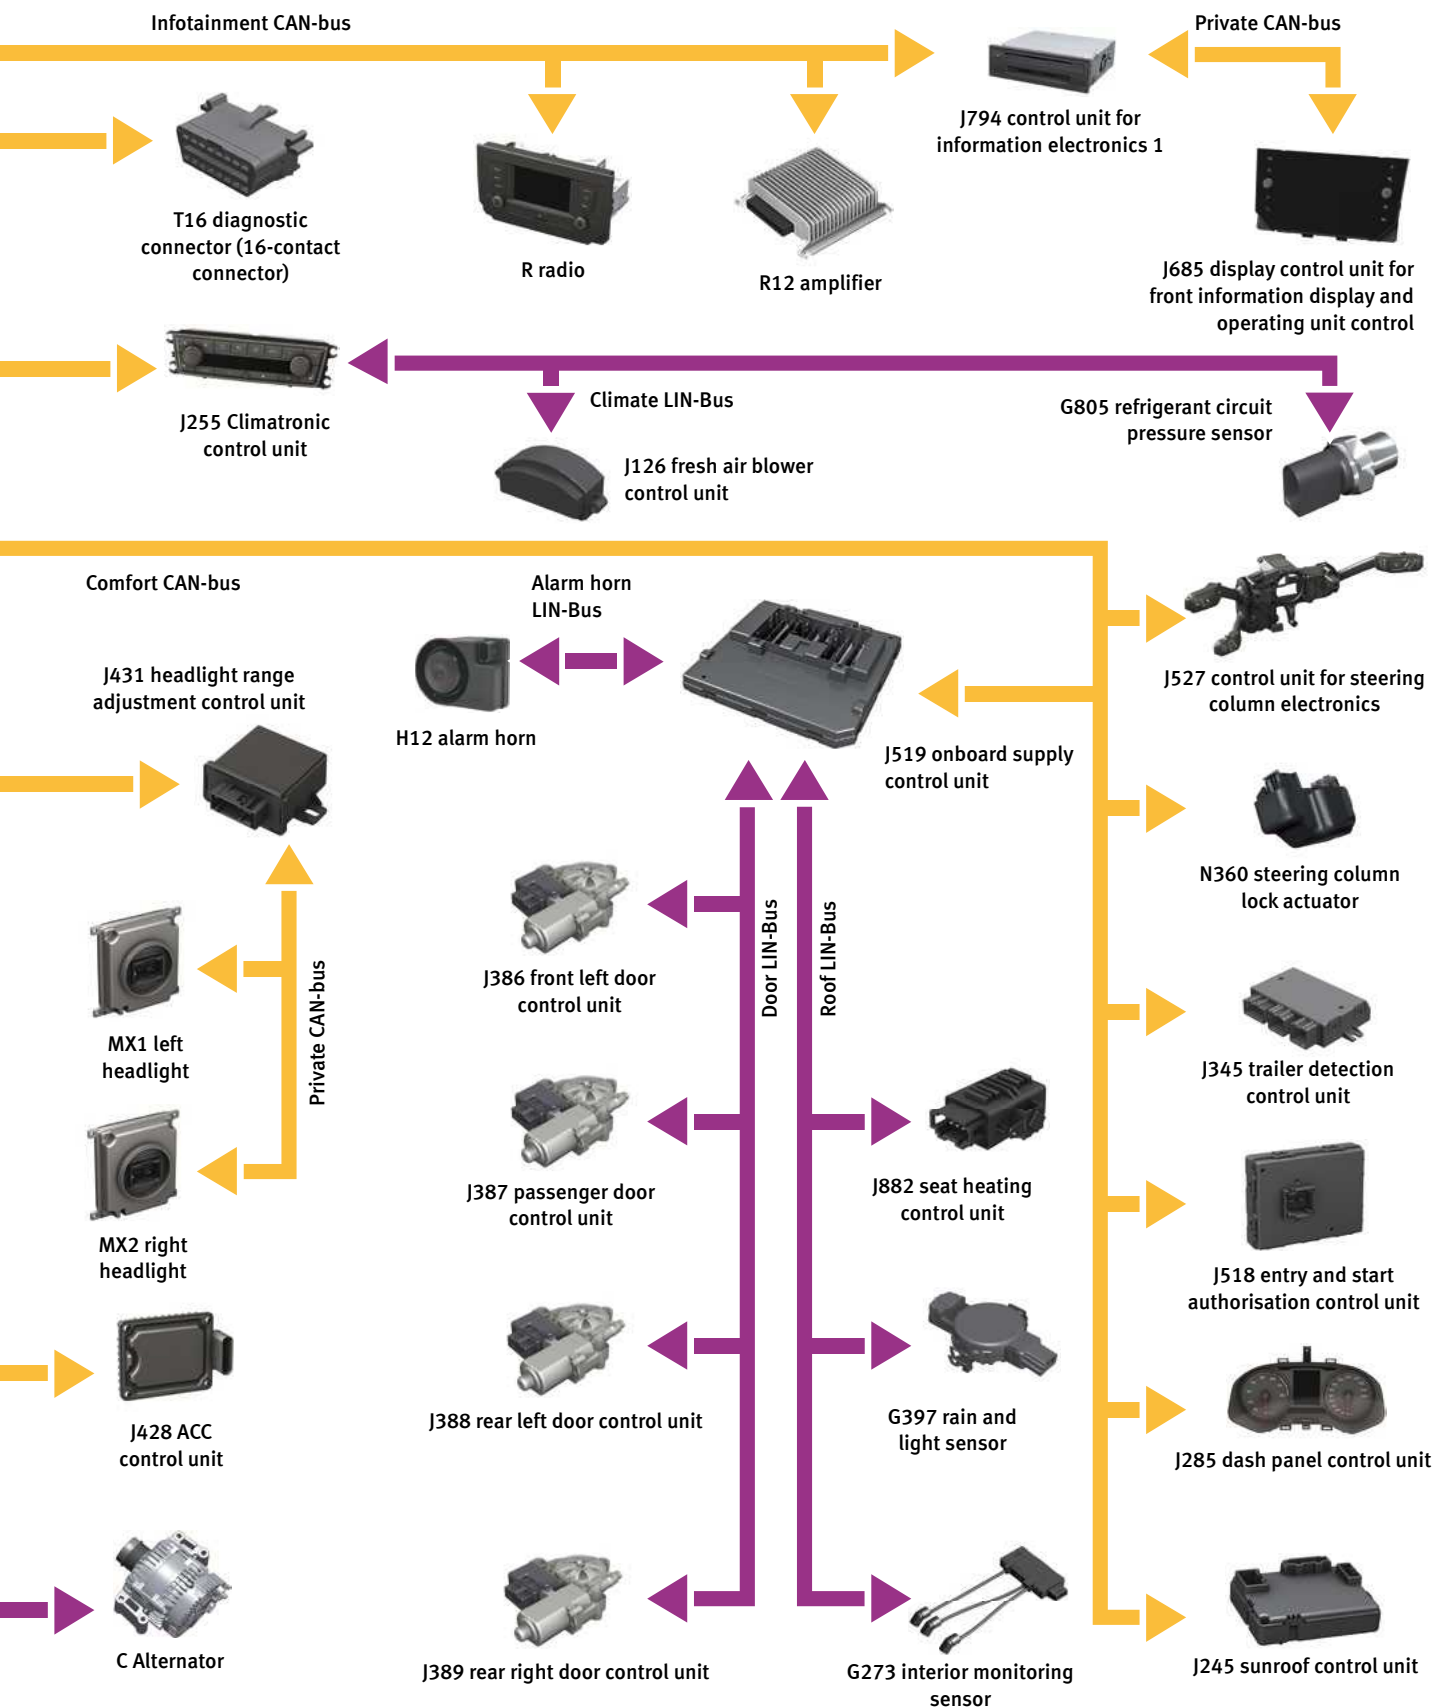 Infotainment CAN-bus
Private CAN-bus
J794 control unit for
information electronics 1
T16 diagnostic
connector (16-contact
connector)
R radio
R12 amplifier
J685 display control unit for
front information display and
operating unit control
J255 Climatronic
control unit
Climate LIN-Bus
G805 refrigerant circuit
pressure sensor
J126 fresh air blower
control unit
Comfort CAN-bus
Alarm horn
LIN-Bus
J431 headlight range
adjustment control unit
H12 alarm horn
J519 onboard supply
control unit
J527 control unit for steering
column electronics
N360 steering column
lock actuator
J386 front left door
control unit
Door LIN-Bus
Roof LIN-Bus
MX1 left
headlight
Private CAN-bus
J345 trailer detection
control unit
J387 passenger door
control unit
J882 seat heating
control unit
MX2 right
headlight
J518 entry and start
authorisation control unit
J428 ACC
control unit
J388 rear left door control unit
G397 rain and
light sensor
J285 dash panel control unit
C Alternator
J389 rear right door control unit
G273 interior monitoring
sensor
J245 sunroof control unit